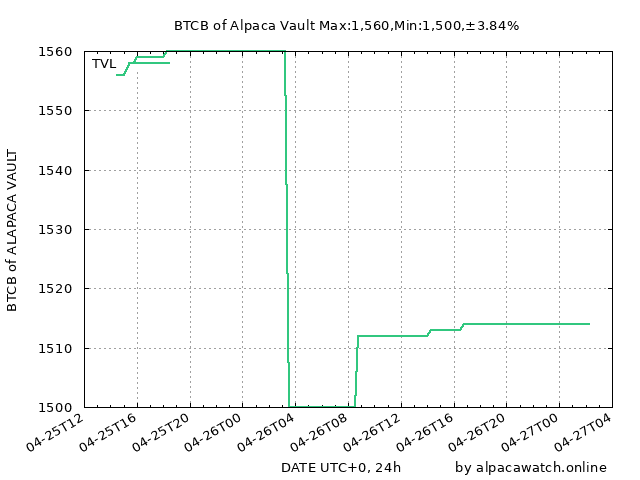 BTCB of Alpaca Vault Max:1,560,Min:1,500,±3.84%
1560
TVL
1550
1540
1530
1520
1510
1500
BTCB of ALAPACA VAULT
04-25T12
04-25T16
04-25T20
04-26T00
04-26T04
04-26T08
04-26T12
04-26T16
04-26T20
04-27T00
04-27T04
DATE UTC+0, 24h
by alpacawatch.online